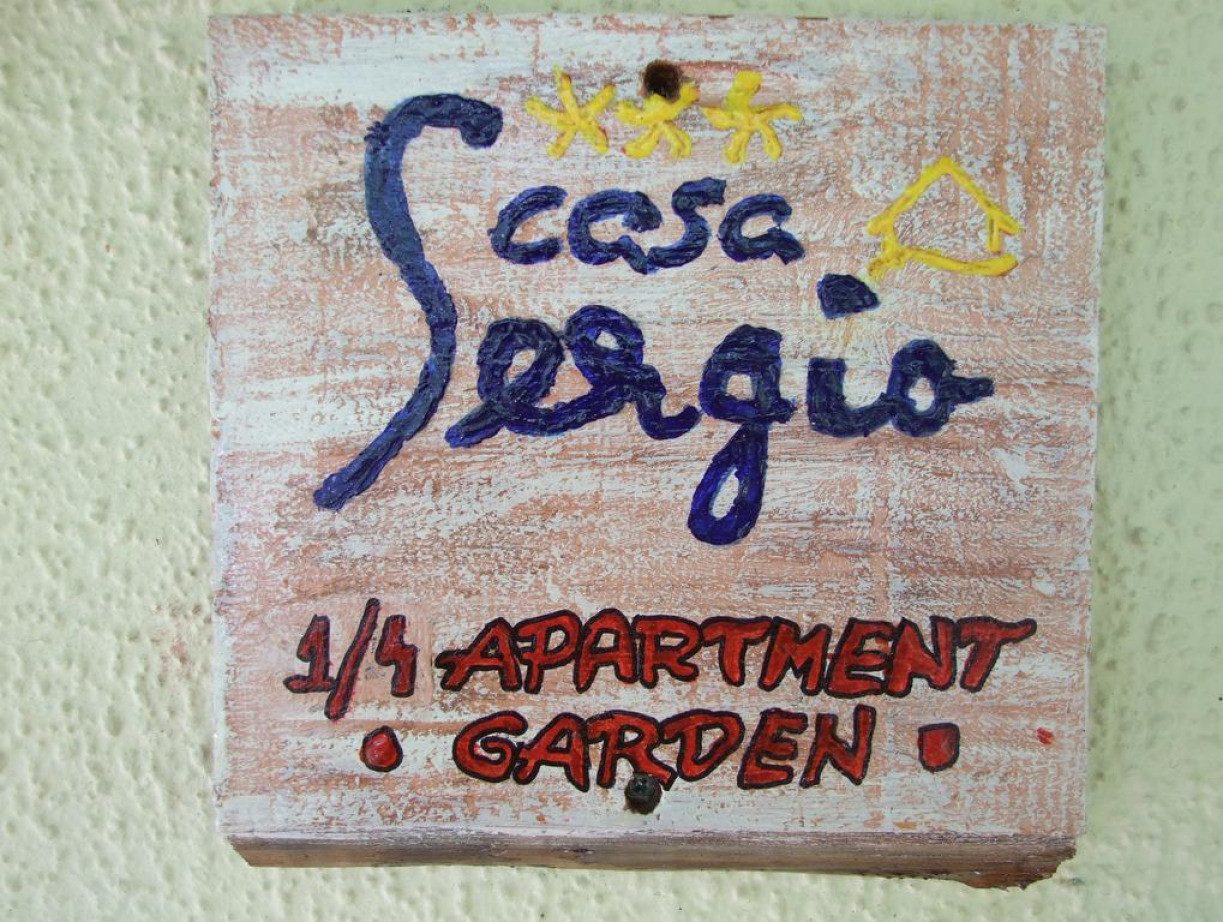 casa
Sergio
1/4 APARTMENT
• GARDEN •